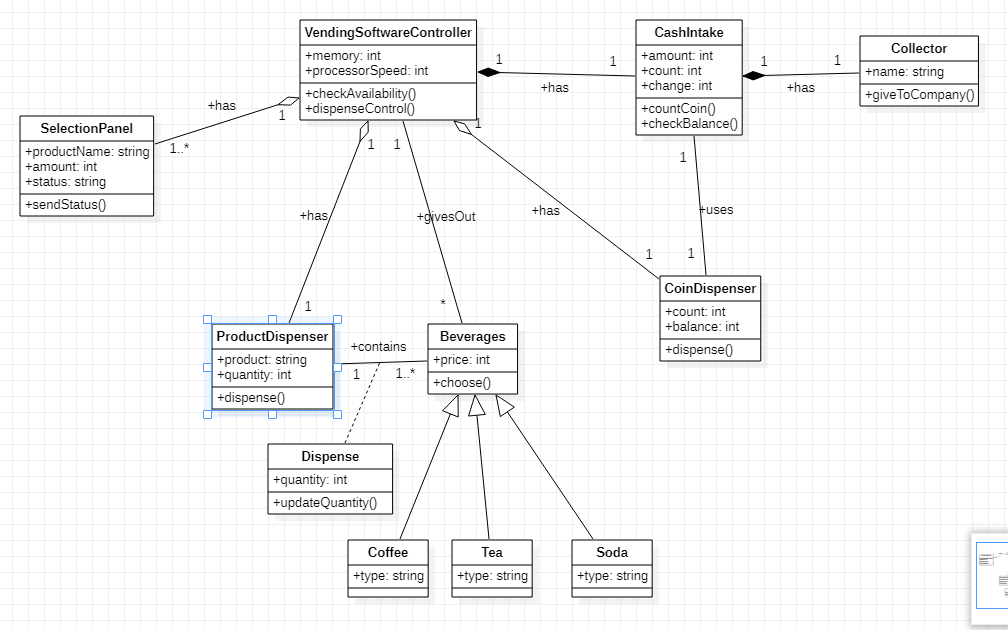 VendingSoftwareController
+memory: int
+processorSpeed: int
+checkAvailability()
+dispenseControl()
CashIntake
+amount: int
+count: int
+change: int
+countCoin()
+checkBalance()
Collector
+name: string
+giveToCompany()
1
1
+has
1
1
+has
SelectionPanel
+productName: string
+amount: int
+status: string
+sendStatus()
+has
1
1..*
1
1
1
1
+has
+givesOut
+has
+uses
1
1
1
*
CoinDispenser
+count: int
+balance: int
+dispense()
ProductDispenser
+product: string
+quantity: int
+dispense()
+contains
1
1..*
Beverages
+price: int
+choose()
Dispense
+quantity: int
+updateQuantity()
Coffee
+type: string
Tea
+type: string
Soda
+type: string